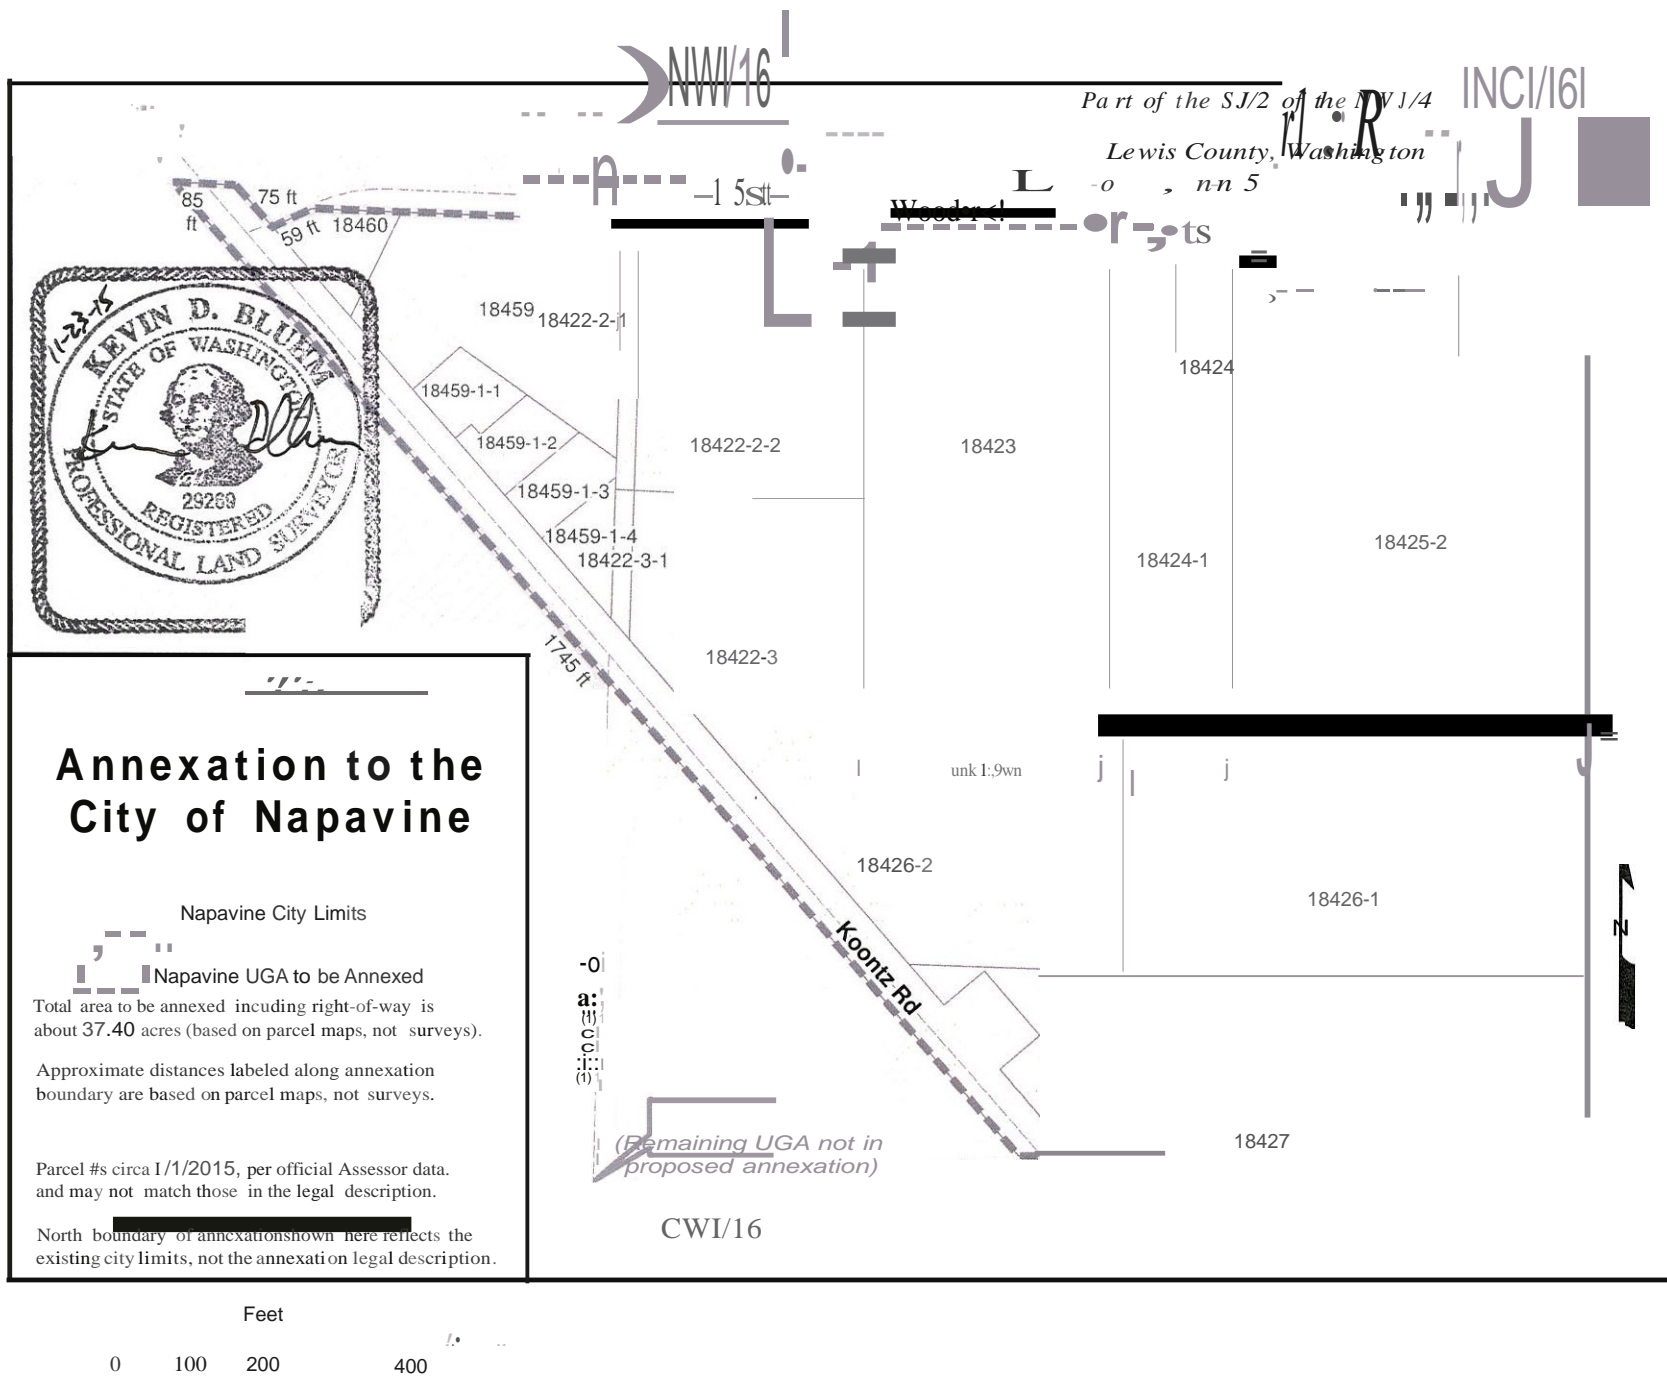 NWI/16
INCI/I6I
Part of the SJ/2 of the NW1/4
Lewis County, Washington
85 ft
75 ft
59 ft
18460
11-23-15
KEVIN D. BLUHM
STATE OF WASHINGTON
29289
REGISTERED
PROFESSIONAL LAND SURVEYOR
18459
18422-2-1
18459-1-1
18459-1-2
18459-1-3
18459-1-4
18422-3-1
18422-2-2
18422-3
18423
18424
18424-1
18425-2
1745 ft
18426-2
18426-1
18427
Koontz Rd
N
(Remaining UGA not in
proposed annexation)
CWI/16
Annexation to the
City of Napavine
Napavine City Limits
Napavine UGA to be Annexed
Total area to be annexed incuding right-of-way is
about 37.40 acres (based on parcel maps, not surveys).
Approximate distances labeled along annexation
boundary are based on parcel maps, not surveys.
Parcel #s circa I/1/2015, per official Assessor data.
and may not match those in the legal description.
North boundary of anncxationshown here reflects the
existing city limits, not the annexation legal description.
Feet
0 100 200 400